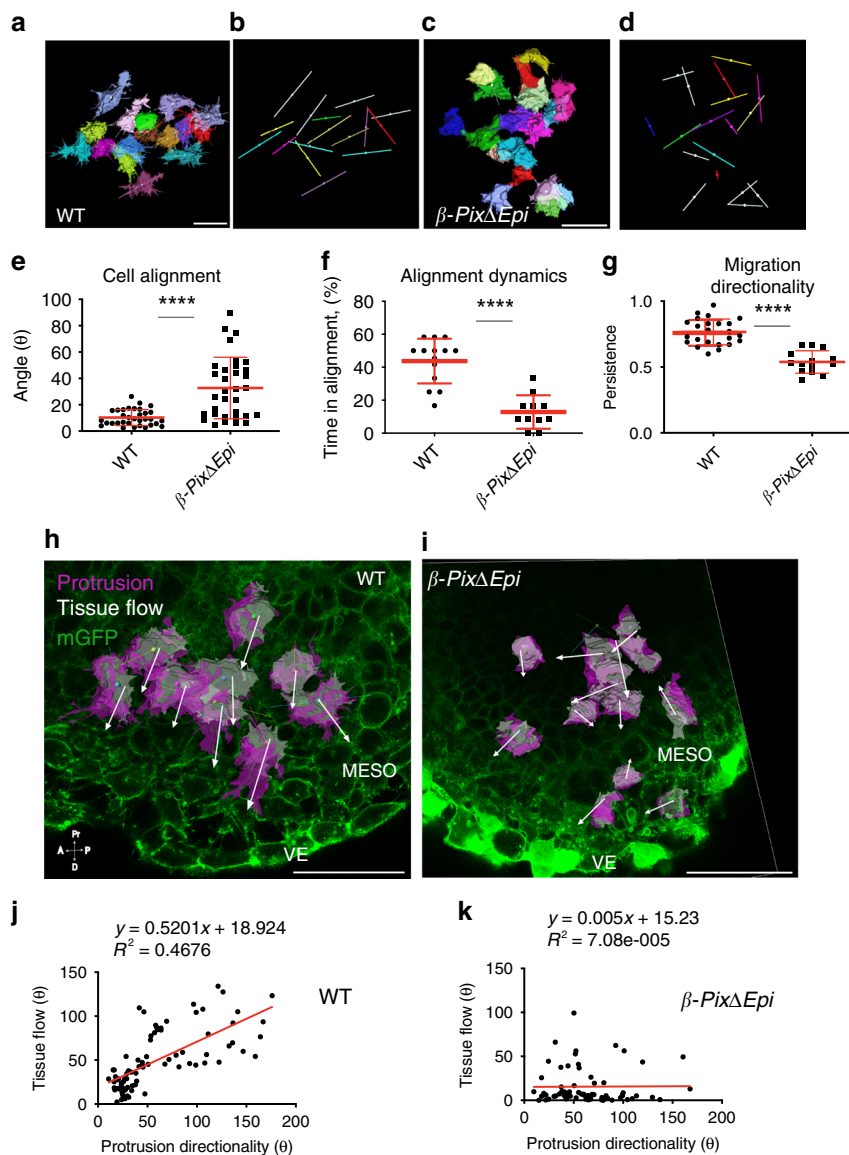 a
b
c
d
WT
β-PixΔEpi
e
f
g
Cell alignment
Alignment dynamics
Migration
directionality
****
****
****
Angle (θ)
100
80
60
40
20
0
WT
β-PixΔEpi
Time in alignment, (%)
80
60
40
20
0
WT
β-PixΔEpi
Persistence
1.0
0.5
0.0
WT
β-PixΔEpi
h
i
Protrusion
Tissue flow
mGFP
WT
MESO
VE
Pr
A
P
D
β-PixΔEpi
MESO
VE
j
y = 0.5201x + 18.924
R² = 0.4676
WT
Tissue flow (θ)
150
100
50
0
0
50
100
150
200
Protrusion directionality (θ)
k
y = 0.005x + 15.23
R² = 7.08e-005
β-PixΔEpi
Tissue flow (θ)
150
100
50
0
0
50
100
150
200
Protrusion directionality (θ)